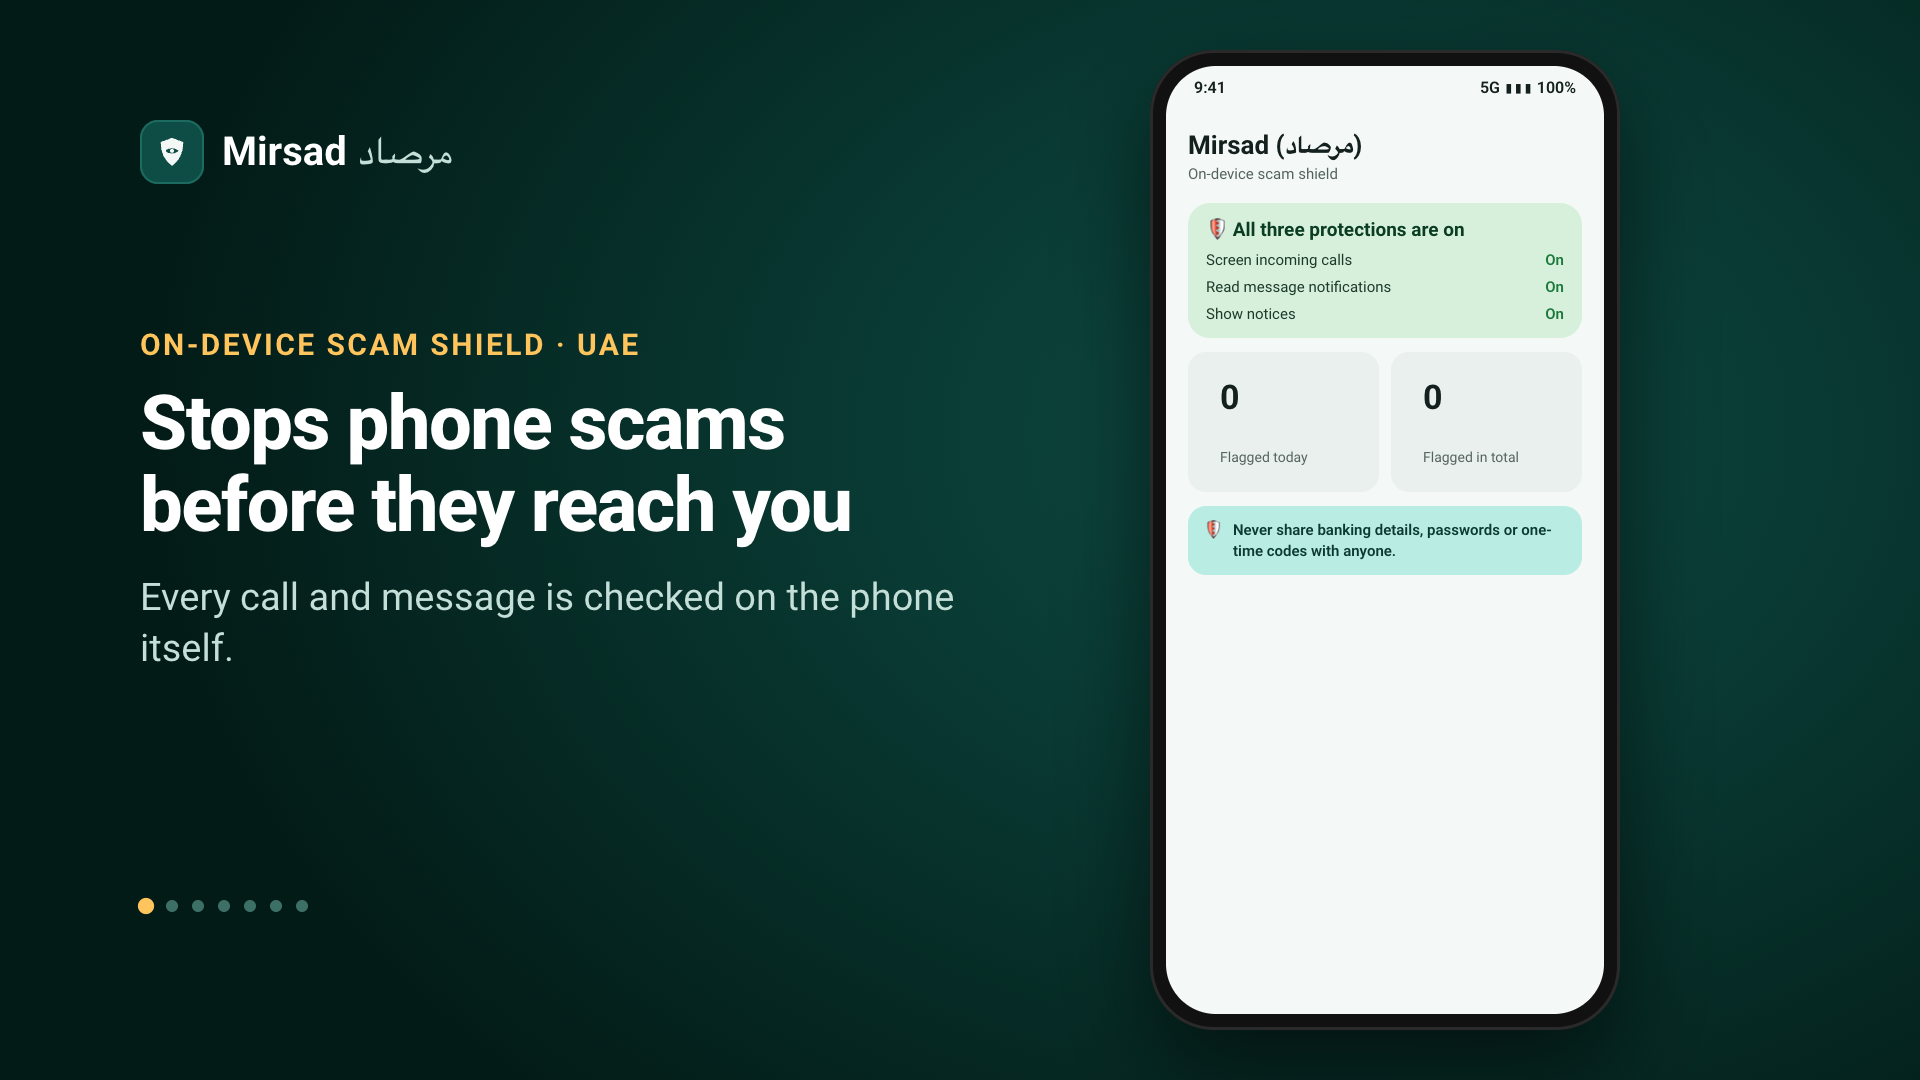 Mirsad مرصاد
ON-DEVICE SCAM SHIELD · UAE
Stops phone scams
before they reach you
Every call and message is checked on the phone
itself.
9:41
5G 100%
Mirsad (مرصاد)
On-device scam shield
All three protections are on
Screen incoming calls On
Read message notifications On
Show notices On
0
Flagged today
0
Flagged in total
Never share banking details, passwords or one-
time codes with anyone.